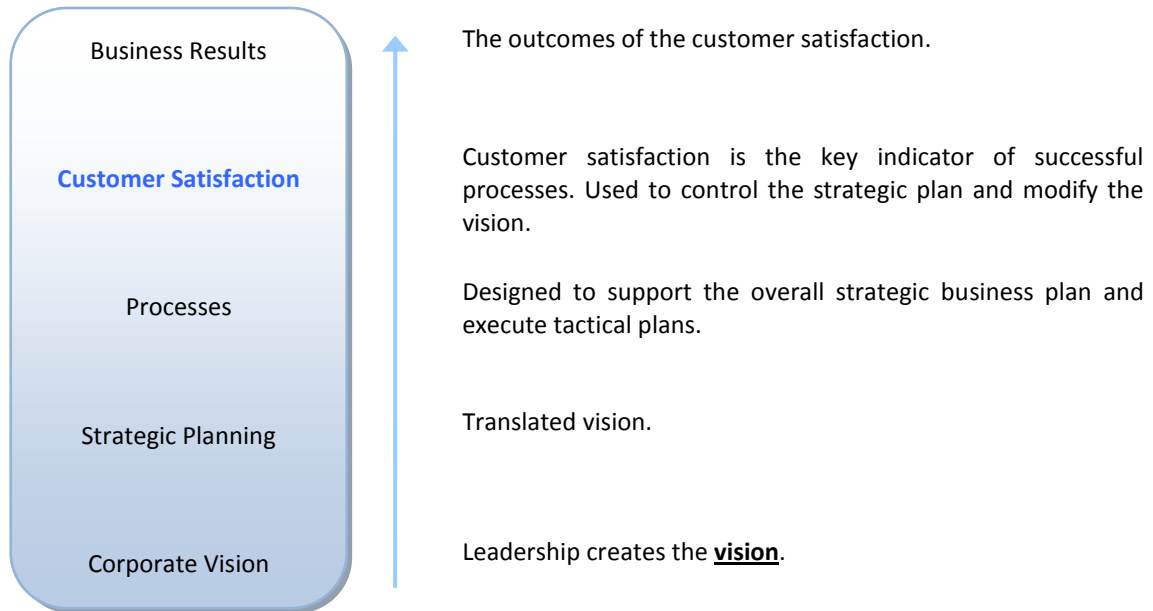 Business Results
The outcomes of the customer satisfaction.
Customer Satisfaction
Customer satisfaction is the key indicator of successful
processes. Used to control the strategic plan and modify the
vision.
Processes
Designed to support the overall strategic business plan and
execute tactical plans.
Strategic Planning
Translated vision.
Corporate Vision
Leadership creates the vision.